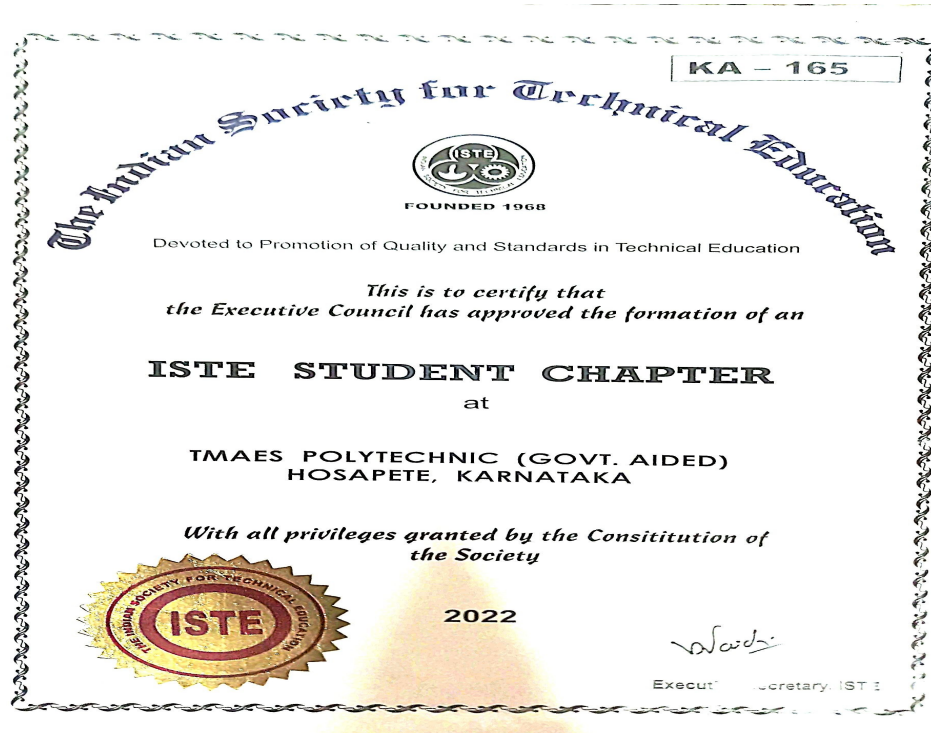 KA - 165
The Indian Society for Technical Education
ISTE
FOUNDED 1968
Devoted to Promotion of Quality and Standards in Technical Education
This is to certify that
the Executive Council has approved the formation of an
ISTE STUDENT CHAPTER
at
TMAES POLYTECHNIC (GOVT. AIDED)
HOSAPETE, KARNATAKA
With all privileges granted by the Consititution of
the Society
THE INDIAN SOCIETY FOR TECHNICAL EDUCATION
ISTE
2022
ISTE